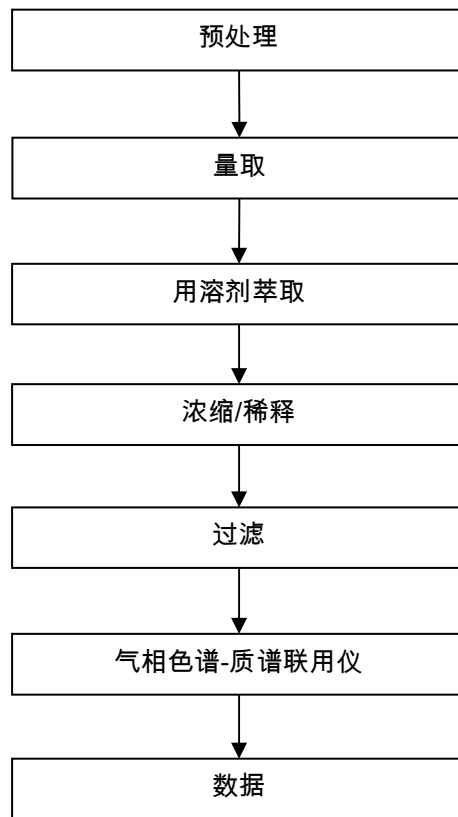 预处理
量取
用溶剂萃取
浓缩/稀释
过滤
气相色谱-质谱联用仪
数据